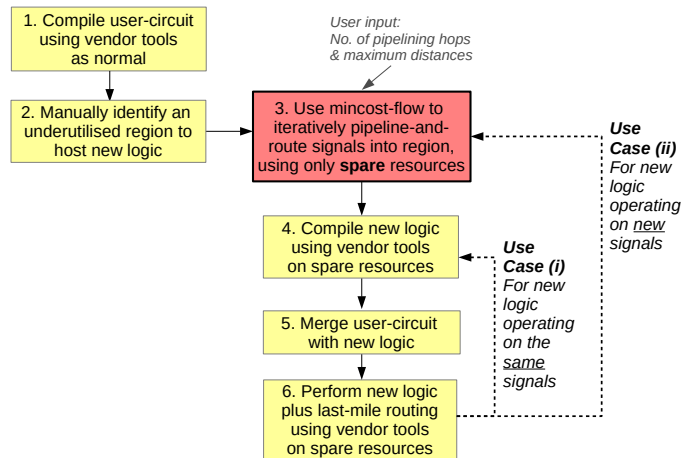 1. Compile user-circuit
using vendor tools
as normal
User input:
No. of pipelining hops
& maximum distances
2. Manually identify an
underutilised region to
host new logic
3. Use mincost-flow to
iteratively pipeline-and-
route signals into region,
using only spare resources
Use
Case (ii)
For new
logic
operating
on new
signals
4. Compile new logic
using vendor tools
on spare resources
Use
Case (i)
For new
logic
operating
on the
same
signals
5. Merge user-circuit
with new logic
6. Perform new logic
plus last-mile routing
using vendor tools
on spare resources